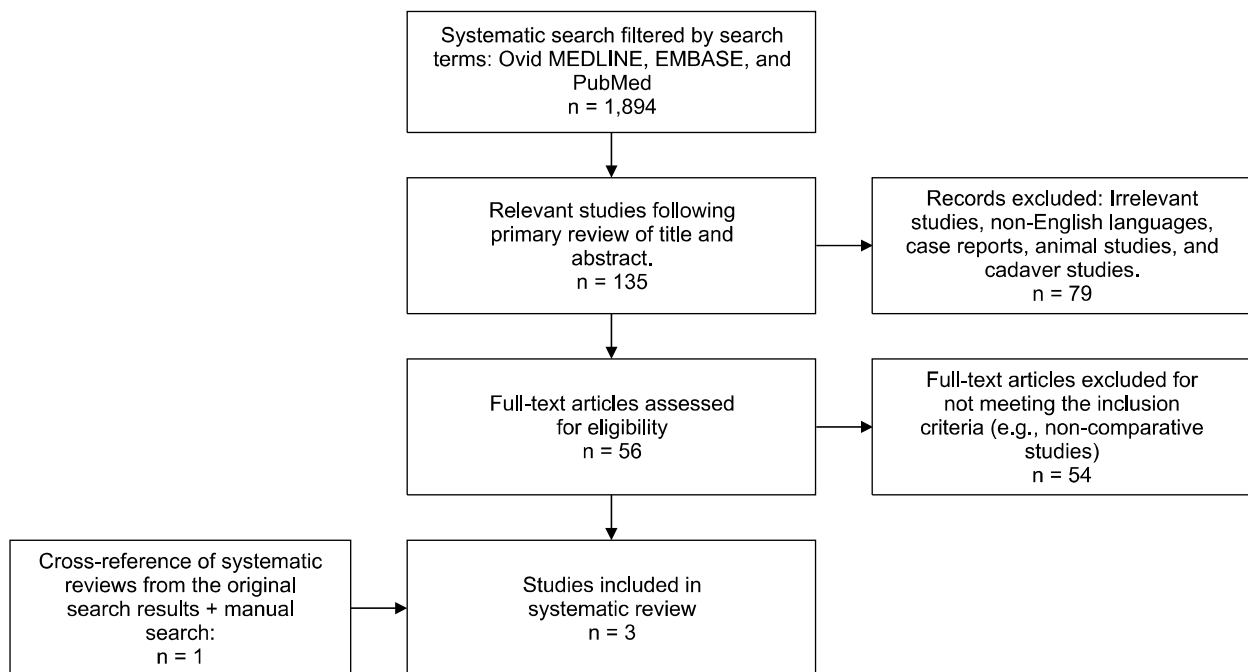 Systematic search filtered by search
terms: Ovid MEDLINE, EMBASE, and
PubMed
n = 1,894
Relevant studies following
primary review of title and
abstract.
n = 135
Records excluded: Irrelevant
studies, non-English languages,
case reports, animal studies, and
cadaver studies.
n = 79
Full-text articles assessed
for eligibility
n = 56
Full-text articles excluded for
not meeting the inclusion
criteria (e.g., non-comparative
studies)
n = 54
Cross-reference of systematic
reviews from the original
search results + manual
search:
n = 1
Studies included in
systematic review
n = 3